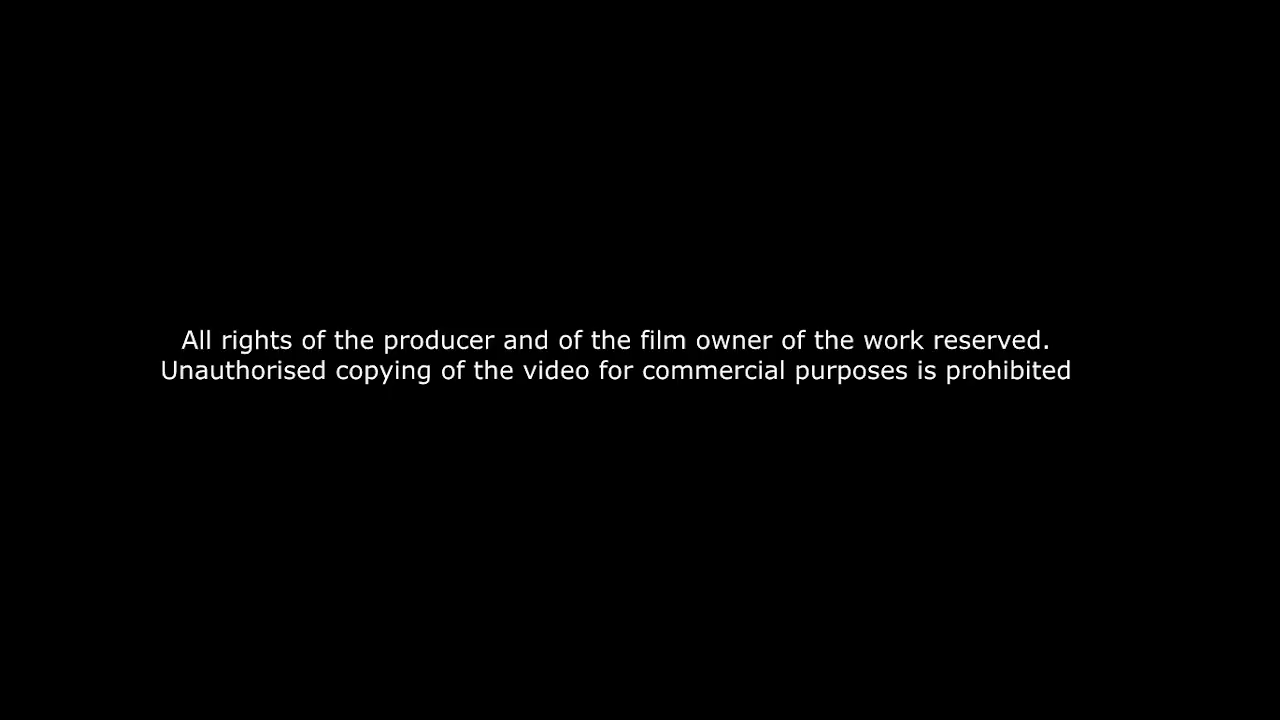 All rights of the producer and of the film owner of the work reserved.
Unauthorised copying of the video for commercial purposes is prohibited